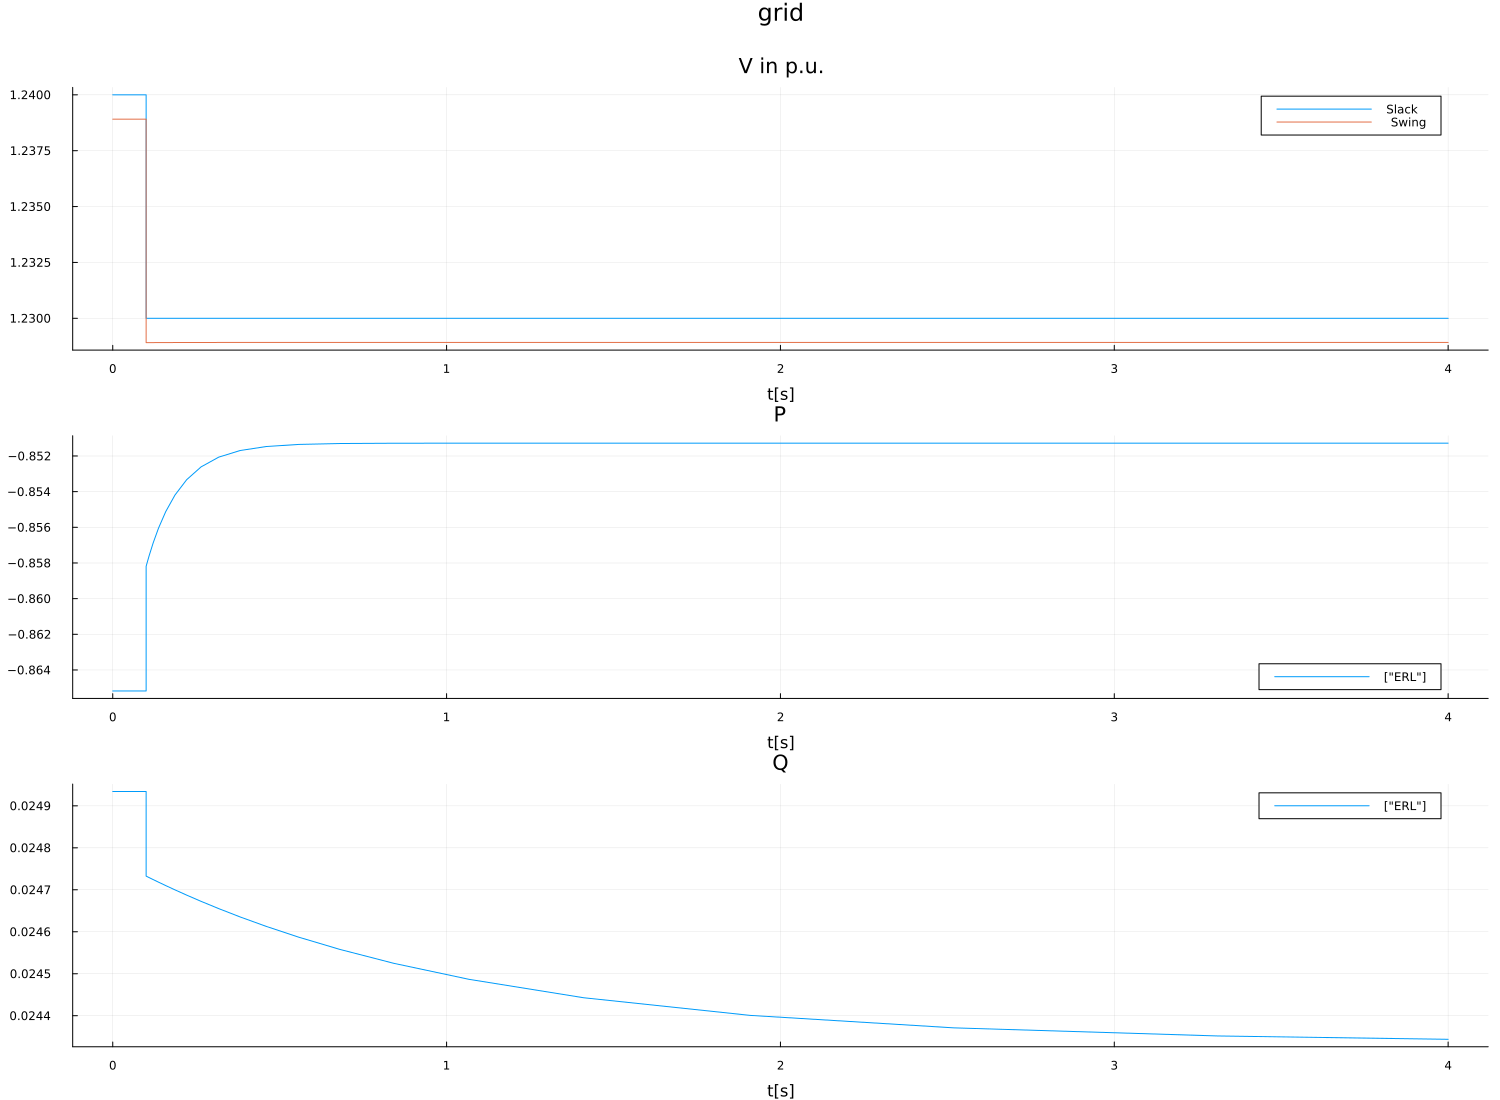 grid
V in p.u.
1.2400
1.2375
1.2350
1.2325
1.2300
Slack
Swing
0 1 2 3 4
t[s]
P
−0.852
−0.854
−0.856
−0.858
−0.860
−0.862
−0.864
["ERL"]
0 1 2 3 4
t[s]
Q
0.0249
0.0248
0.0247
0.0246
0.0245
0.0244
["ERL"]
0 1 2 3 4
t[s]